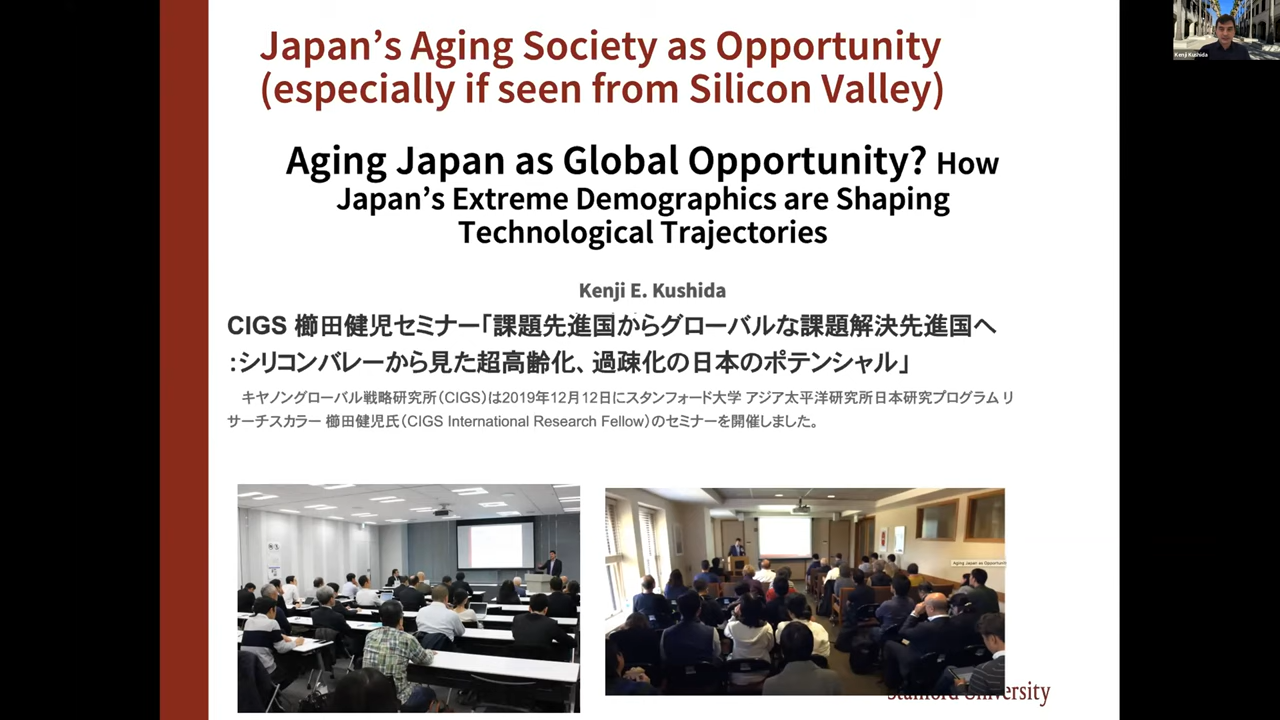 Japan's Aging Society as Opportunity
(especially if seen from Silicon Valley)
Kenji Kushida
Aging Japan as Global Opportunity? How
Japan's Extreme Demographics are Shaping
Technological Trajectories
Kenji E. Kushida
CIGS 櫛田健児セミナー「課題先進国からグローバルな課題解決先進国へ
:シリコンバレーから見た超高齢化、過疎化の日本のポテンシャル」
キヤノングローバル戦略研究所(CIGS)は2019年12月12日にスタンフォード大学 アジア太平洋研究所日本研究プログラム リ
サーチスカラー 櫛田健児氏(CIGS International Research Fellow)のセミナーを開催しました。
Aging Japan as Opportunity
Stanford University